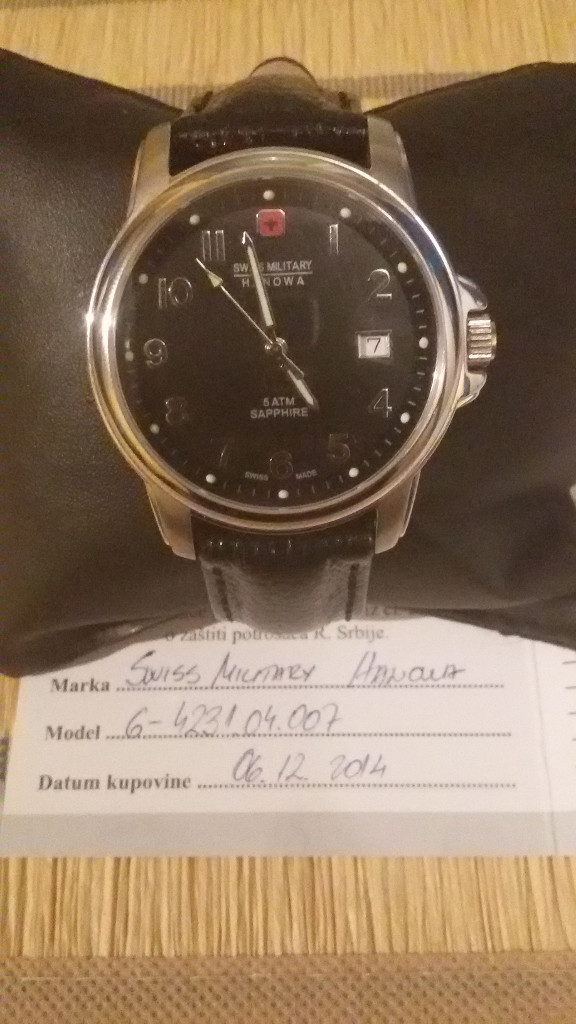 11
1
SWISS MILITARY
HANOWA
10
2
9
7
5 ATM
SAPPHIRE
8
4
7
5
6
SWISS MADE
o zaštiti potrošača R. Srbije.
Marka SWISS MILITARY HANOWA
Model 6-4231.04.007
Datum kupovine 06.12.2014